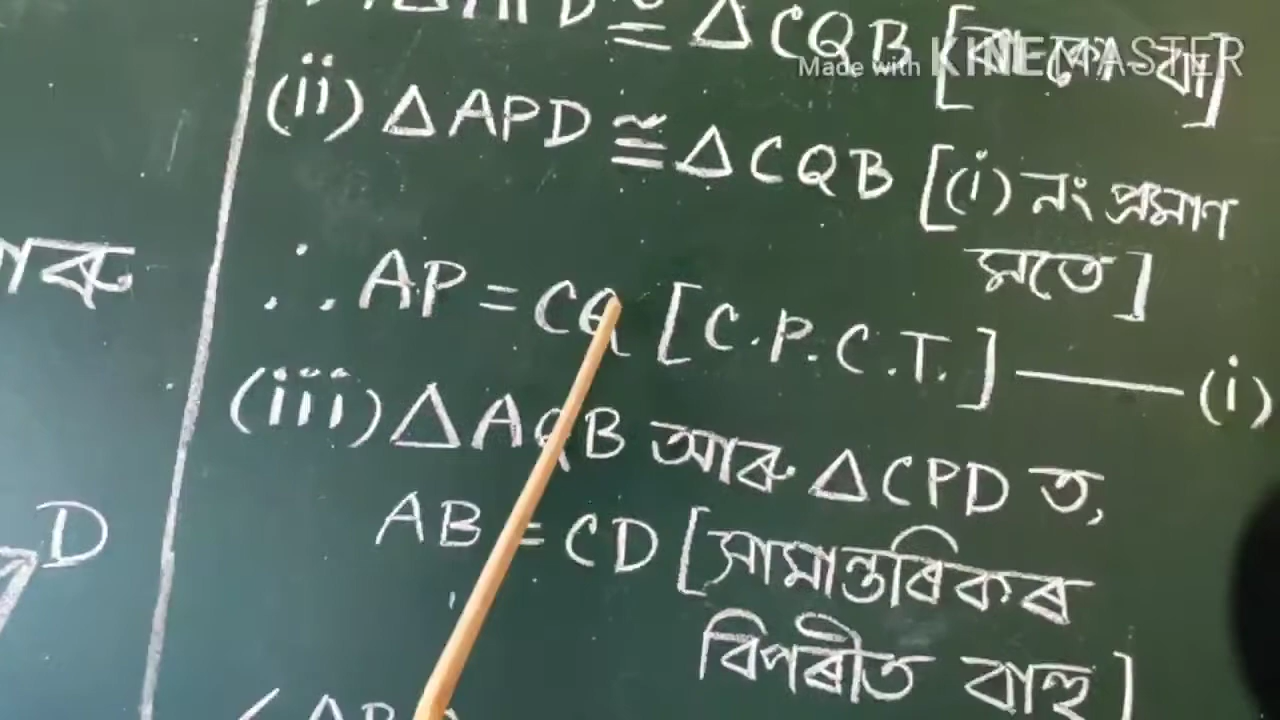 ≅ △CQB [বা-কো-বা]
Made with KINEMASTER
(ii) △APD ≅ △CQB [(i) নং প্ৰমাণ
মতে]
ৰু
∴ AP = CQ [C.P.C.T.] —— (i)
(iii) △AQB আৰু △CPD ত,
D
AB = CD [সামান্তৰিকৰ
বিপৰীত বাহু]